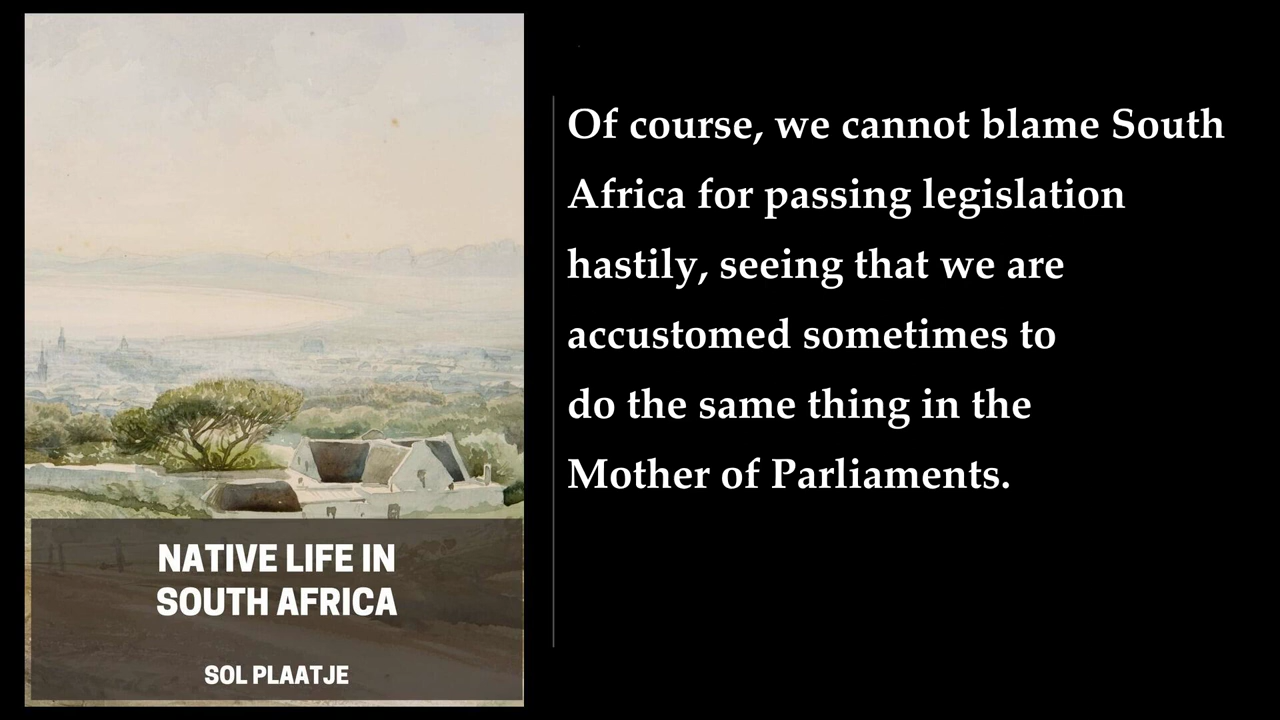 Of course, we cannot blame South
Africa for passing legislation
hastily, seeing that we are
accustomed sometimes to
do the same thing in the
Mother of Parliaments.
NATIVE LIFE IN
SOUTH AFRICA
SOL PLAATJE